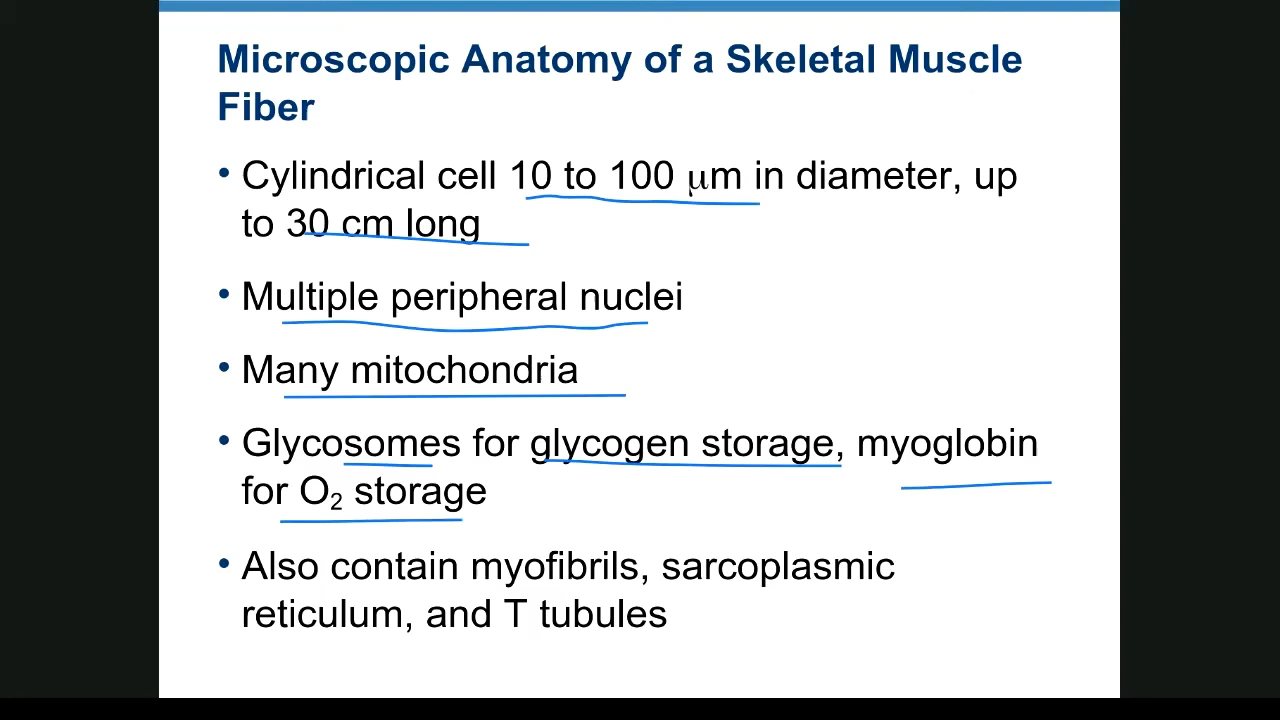 Microscopic Anatomy of a Skeletal Muscle
Fiber
• Cylindrical cell 10 to 100 μm in diameter, up
to 30 cm long
• Multiple peripheral nuclei
• Many mitochondria
• Glycosomes for glycogen storage, myoglobin
for O₂ storage
• Also contain myofibrils, sarcoplasmic
reticulum, and T tubules